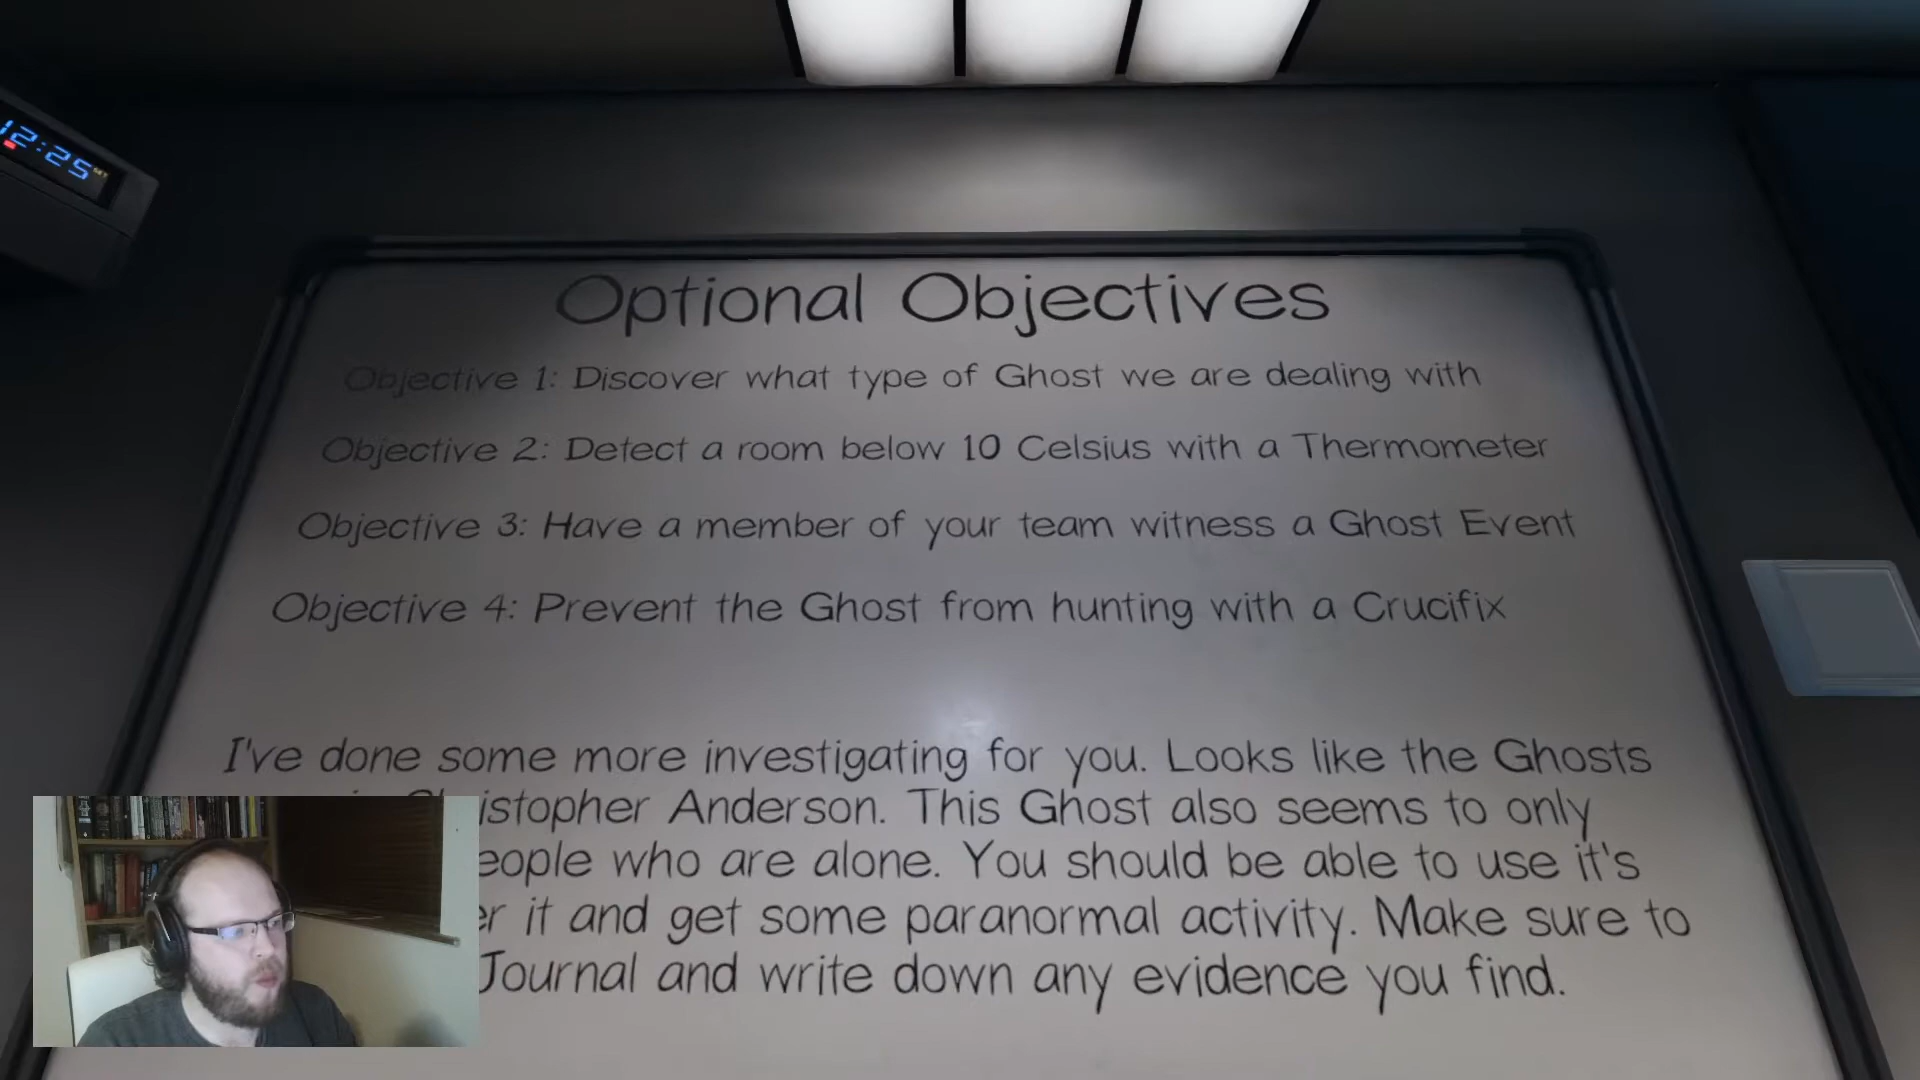 12:25
Optional Objectives
Objective 1: Discover what type of Ghost we are dealing with
Objective 2: Detect a room below 10 Celsius with a Thermometer
Objective 3: Have a member of your team witness a Ghost Event
Objective 4: Prevent the Ghost from hunting with a Crucifix
I've done some more investigating for you. Looks like the Ghosts
Anderson. This Ghost also seems to only
who are alone. You should be able to use it's
it and get some paranormal activity. Make sure to
Journal and write down any evidence you find.